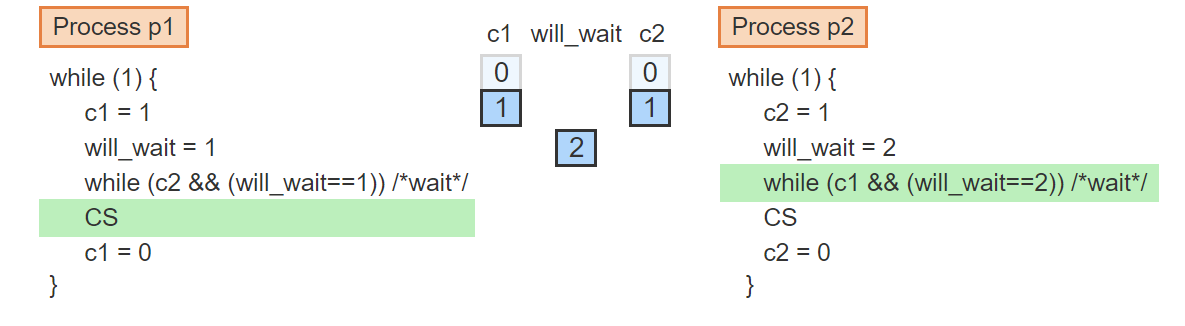 Process p1
while (1) {
c1 = 1
will_wait = 1
while (c2 && (will_wait==1)) /*wait*/
CS
c1 = 0
}
c1 will_wait c2
0 0
1 1
2
Process p2
while (1) {
c2 = 1
will_wait = 2
while (c1 && (will_wait==2)) /*wait*/
CS
c2 = 0
}